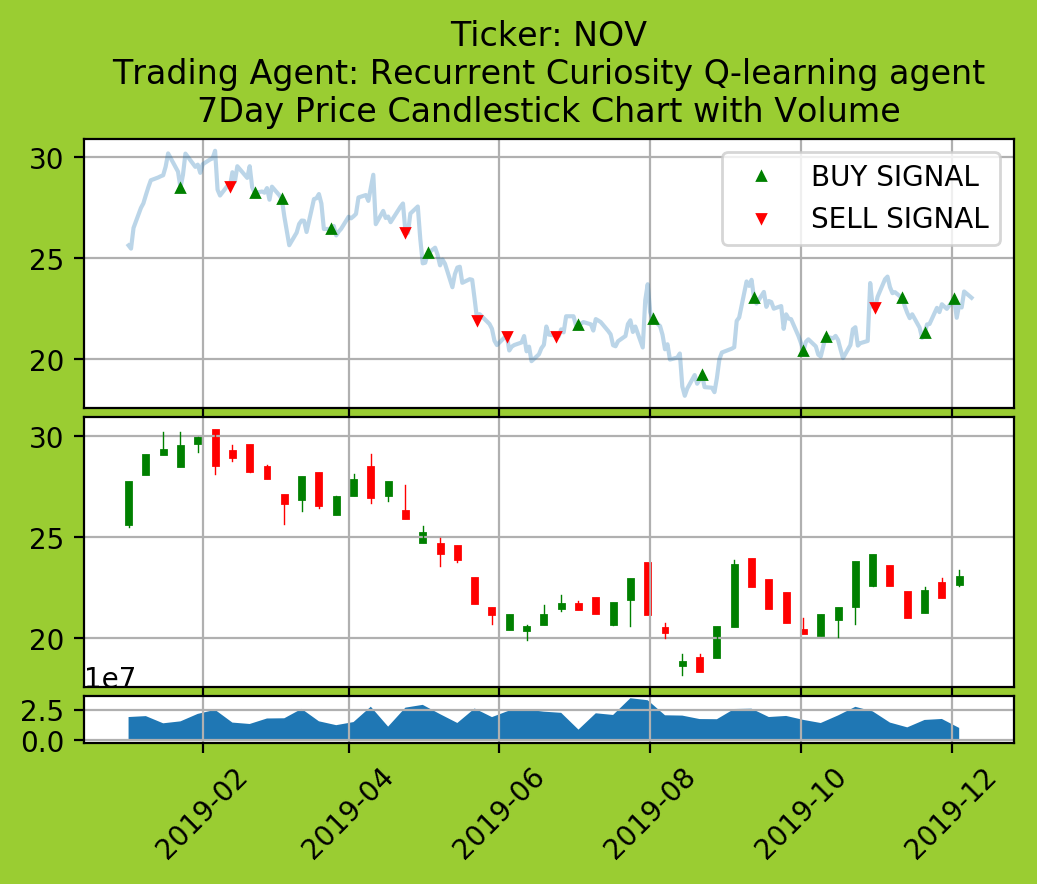 Ticker: NOV
Trading Agent: Recurrent Curiosity Q-learning agent
7Day Price Candlestick Chart with Volume
30
25
20
BUY SIGNAL
SELL SIGNAL
30
25
20
1e7
2.5
0.0
2019-02
2019-04
2019-06
2019-08
2019-10
2019-12